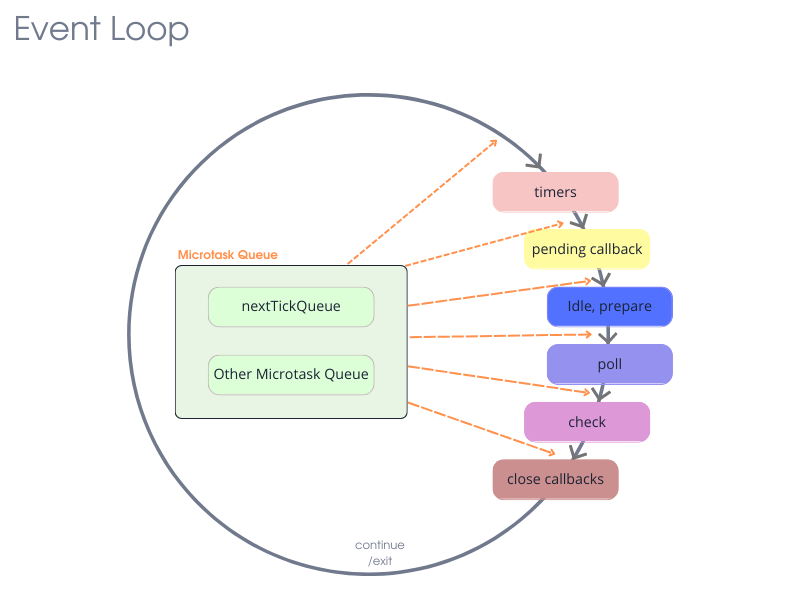 Event Loop
timers
pending callback
Microtask Queue
nextTickQueue
Idle, prepare
poll
Other Microtask Queue
check
close callbacks
continue
/exit